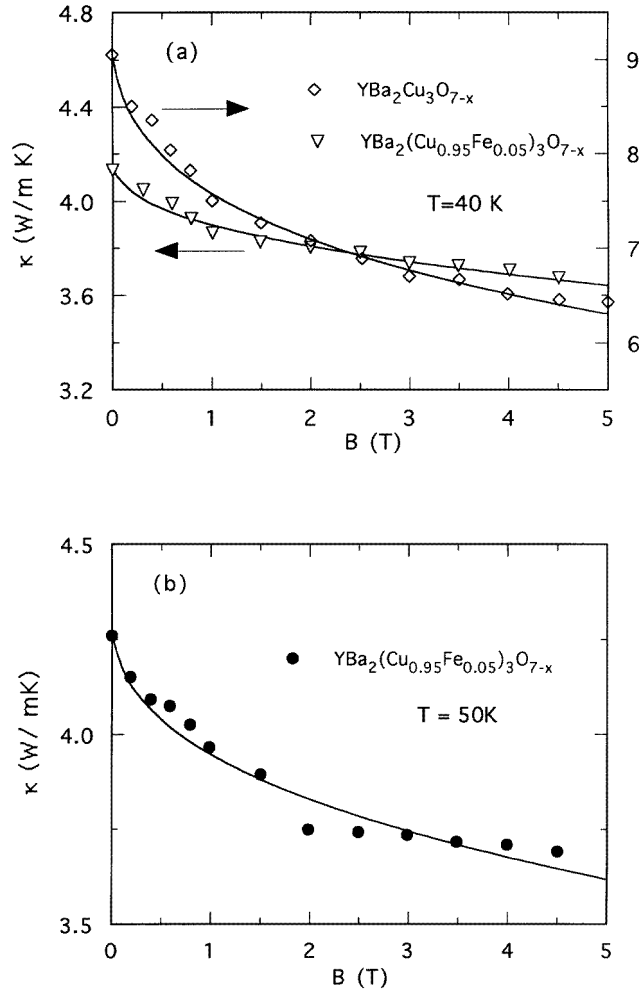 4.8
(a)
9
YBa2Cu3O7-x
4.4
YBa2(Cu0.95Fe0.05)3O7-x
8
κ (W/m K)
4.0
T=40 K
7
3.6
6
3.2
0 1 2 3 4 5
B (T)
4.5
(b)
YBa2(Cu0.95Fe0.05)3O7-x
κ (W/ mK)
4.0
T = 50K
3.5
0 1 2 3 4 5
B (T)